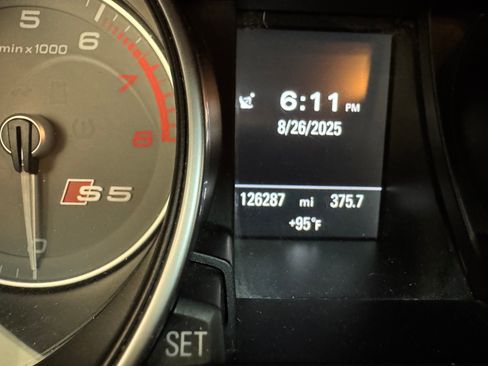 5
6
min x 1000
7
8
S5
0
6:11 PM
8/26/2025
126287 mi 375.7
+95°F
SET